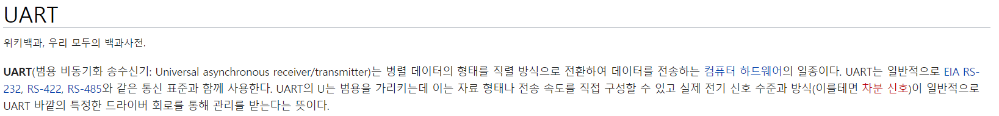 UART
위키백과, 우리 모두의 백과사전.
UART(범용 비동기화 송수신기: Universal asynchronous receiver/transmitter)는 병렬 데이터의 형태를 직렬 방식으로 전환하여 데이터를 전송하는 컴퓨터 하드웨어의 일종이다. UART는 일반적으로 EIA RS-
232, RS-422, RS-485와 같은 통신 표준과 함께 사용한다. UART의 U는 범용을 가리키는데 이는 자료 형태나 전송 속도를 직접 구성할 수 있고 실제 전기 신호 수준과 방식(이를테면 차분 신호)이 일반적으로
UART 바깥의 특정한 드라이버 회로를 통해 관리를 받는다는 뜻이다.